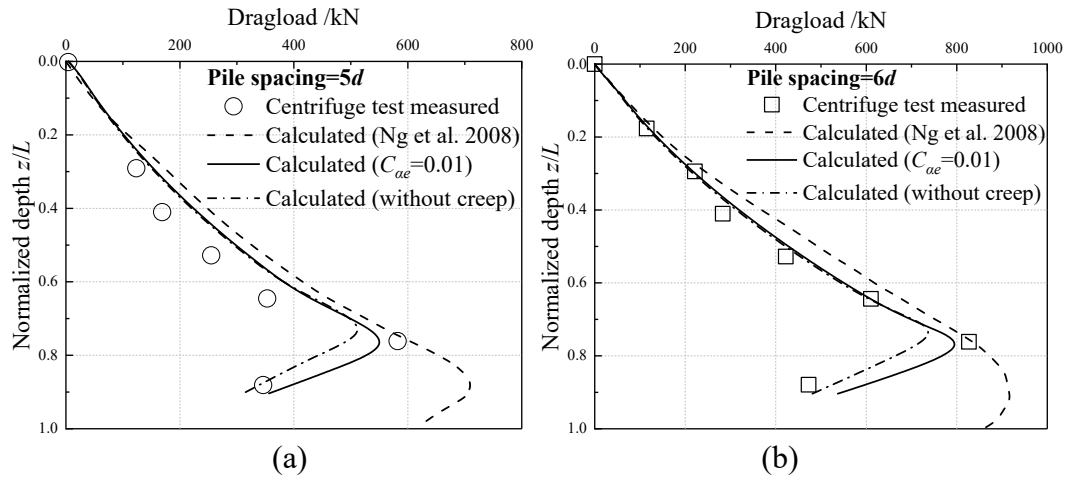 Dragload /kN
0 200 400 600 800
0.0
0.2
0.4
0.6
0.8
1.0
Normalized depth z/L
Pile spacing=5d
Centrifuge test measured
Calculated (Ng et al. 2008)
Calculated (Cαe=0.01)
Calculated (without creep)
(a)
Dragload /kN
0 200 400 600 800 1000
0.0
0.2
0.4
0.6
0.8
1.0
Normalized depth z/L
Pile spacing=6d
Centrifuge test measured
Calculated (Ng et al. 2008)
Calculated (Cαe=0.01)
Calculated (without creep)
(b)